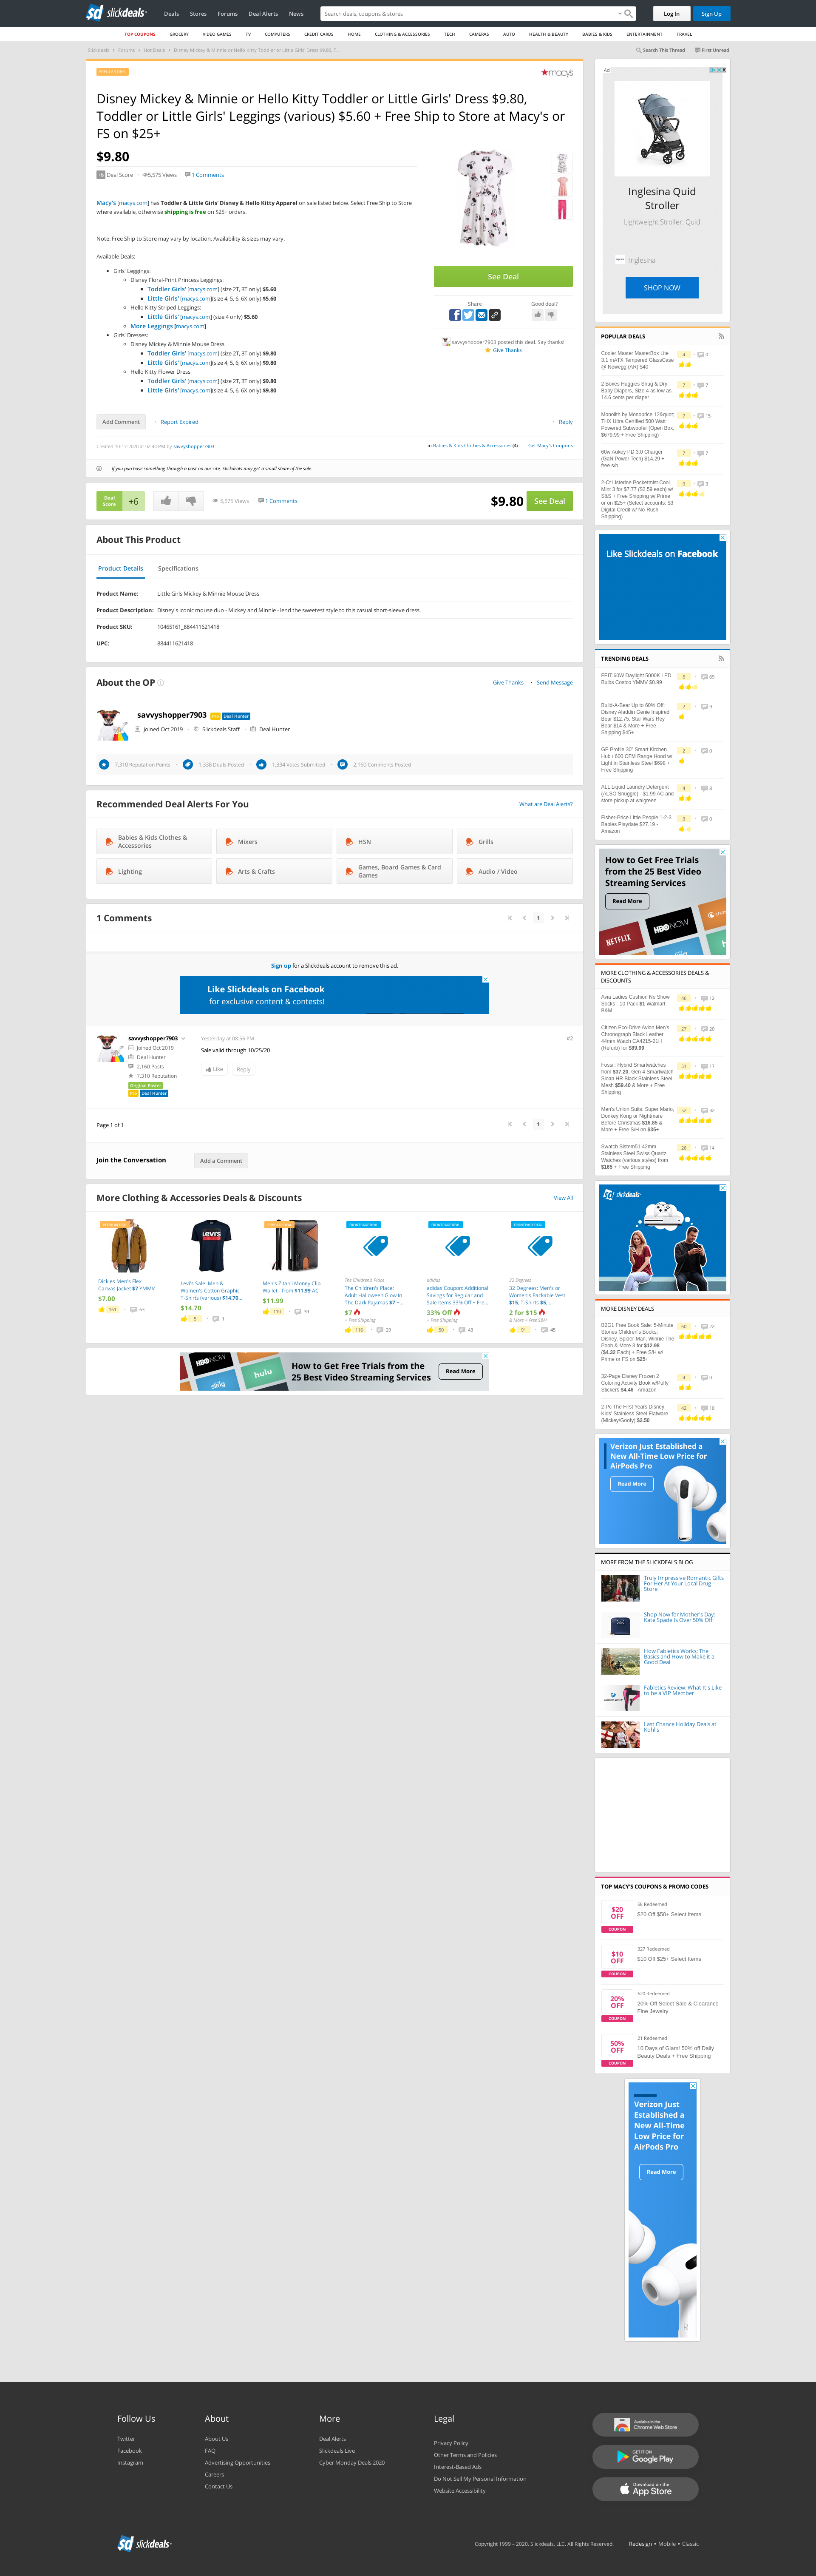 slickdeals
Deals Stores Forums Deal Alerts News
Search deals, coupons & stores
Log In
Sign Up
TOP COUPONS GROCERY VIDEO GAMES TV COMPUTERS CREDIT CARDS HOME CLOTHING & ACCESSORIES TECH CAMERAS AUTO HEALTH & BEAUTY BABIES & KIDS ENTERTAINMENT TRAVEL
Slickdeals Forums Hot Deals Disney Mickey & Minnie or Hello Kitty Toddler or Little Girls' Dress $9.80, T...
Search This Thread First Unread
POPULAR DEAL
macy's
Disney Mickey & Minnie or Hello Kitty Toddler or Little Girls' Dress $9.80,
Toddler or Little Girls' Leggings (various) $5.60 + Free Ship to Store at Macy's or
FS on $25+
$9.80
+6 Deal Score 5,575 Views 1 Comments
Macy's [macys.com] has Toddler & Little Girls' Disney & Hello Kitty Apparel on sale listed below. Select Free Ship to Store
where available, otherwise shipping is free on $25+ orders.
Note: Free Ship to Store may vary by location. Availability & sizes may vary.
Available Deals:
Girls' Leggings:
Disney Floral-Print Princess Leggings:
Toddler Girls' [macys.com] (size 2T, 3T only) $5.60
Little Girls' [macys.com] (size 4, 5, 6, 6X only) $5.60
Hello Kitty Striped Leggings:
Little Girls' [macys.com] (size 4 only) $5.60
More Leggings [macys.com]
Girls' Dresses:
Disney Mickey & Minnie Mouse Dress
Toddler Girls' [macys.com] (size 2T, 3T only) $9.80
Little Girls' [macys.com](size 4, 5, 6, 6X only) $9.80
Hello Kitty Flower Dress
Toddler Girls' [macys.com] (size 2T, 3T only) $9.80
Little Girls' [macys.com](size 4, 5, 6, 6X only) $9.80
See Deal
Share
Good deal?
savvyshopper7903 posted this deal. Say thanks!
Give Thanks
Add Comment
Report Expired
Reply
Created 10-17-2020 at 02:44 PM by savvyshopper7903
in Babies & Kids Clothes & Accessories (4) Get Macy's Coupons
If you purchase something through a post on our site, Slickdeals may get a small share of the sale.
Deal
Score
+6
5,575 Views 1 Comments
$9.80
See Deal
About This Product
Product Details Specifications
Product Name: Little Girls Mickey & Minnie Mouse Dress
Product Description: Disney's iconic mouse duo - Mickey and Minnie - lend the sweetest style to this casual short-sleeve dress.
Product SKU: 10465161_884411621418
UPC: 884411621418
About the OP
Give Thanks Send Message
savvyshopper7903 Pro Deal Hunter
Joined Oct 2019 Slickdeals Staff Deal Hunter
7,310 Reputation Points 1,338 Deals Posted 1,334 Votes Submitted 2,160 Comments Posted
Recommended Deal Alerts For You
What are Deal Alerts?
Babies & Kids Clothes &
Accessories
Mixers
HSN
Grills
Lighting
Arts & Crafts
Games, Board Games & Card
Games
Audio / Video
1 Comments
1
Sign up for a Slickdeals account to remove this ad.
Like Slickdeals on Facebook
for exclusive content & contests!
savvyshopper7903
Joined Oct 2019
Deal Hunter
2,160 Posts
7,310 Reputation
Original Poster
Pro Deal Hunter
Yesterday at 08:56 PM
#2
Sale valid through 10/25/20
Like Reply
Page 1 of 1
1
Join the Conversation
Add a Comment
More Clothing & Accessories Deals & Discounts
View All
POPULAR DEAL
Dickies Men's Flex
Canvas Jacket $7 YMMV
$7.00
161 63
LEVI'S
Levi's Sale: Men &
Women's Cotton Graphic
T-Shirts (various) $14.70...
$14.70
5 1
POPULAR DEAL
Men's Zitahli Money Clip
Wallet - from $11.99 AC
$11.99
110 39
FRONTPAGE DEAL
The Children's Place
The Children's Place:
Adult Halloween Glow In
The Dark Pajamas $7 +...
$7
+ Free Shipping
116 29
FRONTPAGE DEAL
adidas
adidas Coupon: Additional
Savings for Regular and
Sale Items 33% Off + Fre...
33% Off
+ Free Shipping
50 43
FRONTPAGE DEAL
32 Degrees
32 Degrees: Men's or
Women's Packable Vest
$15, T-Shirts $5,...
2 for $15
& More + Free S&H
91 45
HBO NOW
sling
hulu
How to Get Free Trials from the
25 Best Video Streaming Services
Read More
Ad
Inglesina Quid
Stroller
Lightweight Stroller: Quid
Inglesina
SHOP NOW
POPULAR DEALS
Cooler Master MasterBox Lite
3.1 mATX Tempered GlassCase
@ Newegg (AR) $40
4 0
2 Boxes Huggies Snug & Dry
Baby Diapers, Size 4 as low as
14.6 cents per diaper
7 7
Monolith by Monoprice 12&quot;
THX Ultra Certified 500 Watt
Powered Subwoofer (Open Box,
$679.99 + Free Shipping)
7 15
60w Aukey PD 3.0 Charger
(GaN Power Tech) $14.29 +
free s/h
7 7
2-Ct Listerine Pocketmist Cool
Mint 3 for $7.77 ($2.59 each) w/
S&S + Free Shipping w/ Prime
or on $25+ (Select accounts: $3
Digital Credit w/ No-Rush
Shipping)
9 3
Like Slickdeals on Facebook
TRENDING DEALS
FEIT 60W Daylight 5000K LED
Bulbs Costco YMMV $0.99
5 69
Build-A-Bear Up to 60% Off:
Disney Aladdin Genie Inspired
Bear $12.75, Star Wars Rey
Bear $14 & More + Free
Shipping $45+
2 9
GE Profile 30" Smart Kitchen
Hub / 600 CFM Range Hood w/
Light in Stainless Steel $698 +
Free Shipping
2 0
ALL Liquid Laundry Detergent
(ALSO Snuggle) - $1.99 AC and
store pickup at walgreen
4 8
Fisher-Price Little People 1-2-3
Babies Playdate $27.19 -
Amazon
3 0
How to Get Free Trials
from the 25 Best Video
Streaming Services
Read More
HBO NOW
NETFLIX
MORE CLOTHING & ACCESSORIES DEALS &
DISCOUNTS
Avia Ladies Cushion No Show
Socks - 10 Pack $1 Walmart
B&M
46 12
Citizen Eco-Drive Avion Men's
Chronograph Black Leather
44mm Watch CA4215-21H
(Refurb) for $89.99
27 20
Fossil: Hybrid Smartwatches
from $37.20, Gen 4 Smartwatch
Sloan HR Black Stainless Steel
Mesh $59.40 & More + Free
Shipping
51 17
Men's Union Suits: Super Mario,
Donkey Kong or Nightmare
Before Christmas $16.85 &
More + Free S/H on $35+
52 32
Swatch Sistem51 42mm
Stainless Steel Swiss Quartz
Watches (various styles) from
$165 + Free Shipping
26 14
slickdeals
MORE DISNEY DEALS
B2G1 Free Book Sale: 5-Minute
Stories Children's Books:
Disney, Spider-Man, Winnie The
Pooh & More 3 for $12.98
($4.32 Each) + Free S/H w/
Prime or FS on $25+
60 22
32-Page Disney Frozen 2
Coloring Activity Book w/Puffy
Stickers $4.46 - Amazon
4 0
2-Pc The First Years Disney
Kids' Stainless Steel Flatware
(Mickey/Goofy) $2.50
42 10
Verizon Just Established a
New All-Time Low Price for
AirPods Pro
Read More
MORE FROM THE SLICKDEALS BLOG
Truly Impressive Romantic Gifts
For Her At Your Local Drug
Store
Shop Now for Mother's Day:
Kate Spade Is Over 50% Off
How Fabletics Works: The
Basics and How to Make it a
Good Deal
Fabletics Review: What It's Like
to be a VIP Member
Last Chance Holiday Deals at
Kohl's
TOP MACY'S COUPONS & PROMO CODES
$20
OFF
COUPON
6k Redeemed
$20 Off $50+ Select Items
$10
OFF
COUPON
327 Redeemed
$10 Off $25+ Select Items
20%
OFF
COUPON
620 Redeemed
20% Off Select Sale & Clearance
Fine Jewelry
50%
OFF
COUPON
21 Redeemed
10 Days of Glam! 50% off Daily
Beauty Deals + Free Shipping
Verizon Just
Established a
New All-Time
Low Price for
AirPods Pro
Read More
Follow Us
Twitter
Facebook
Instagram
About
About Us
FAQ
Advertising Opportunities
Careers
Contact Us
More
Deal Alerts
Slickdeals Live
Cyber Monday Deals 2020
Legal
Privacy Policy
Other Terms and Policies
Interest-Based Ads
Do Not Sell My Personal Information
Website Accessibility
Available in the
Chrome Web Store
GET IT ON
Google Play
Download on the
App Store
slickdeals
Copyright 1999 – 2020. Slickdeals, LLC. All Rights Reserved. Redesign • Mobile • Classic